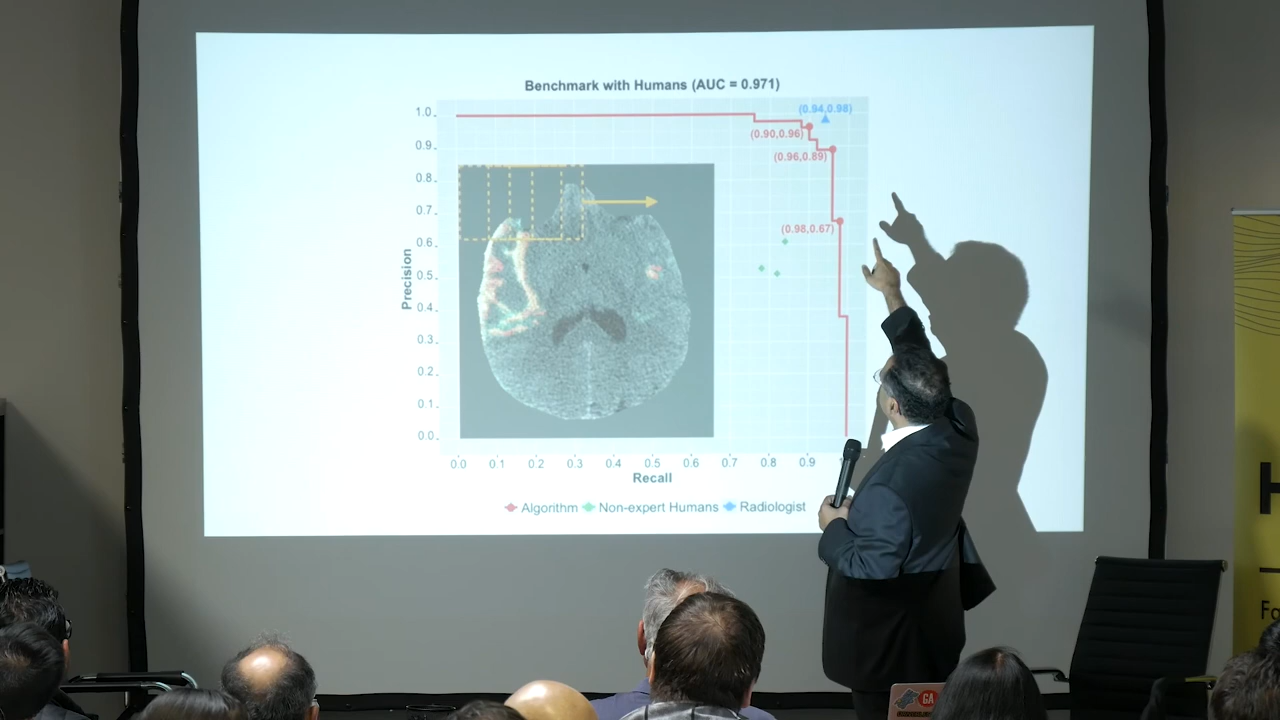 Benchmark with Humans (AUC = 0.971)
(0.94,0.98)
(0.90,0.96)
(0.96,0.89)
(0.98,0.67)
Precision
1.0
0.9
0.8
0.7
0.6
0.5
0.4
0.3
0.2
0.1
0.0
0.0 0.1 0.2 0.3 0.4 0.5 0.6 0.7 0.8 0.9
Recall
Algorithm Non-expert Humans Radiologist
H
Fo
GA